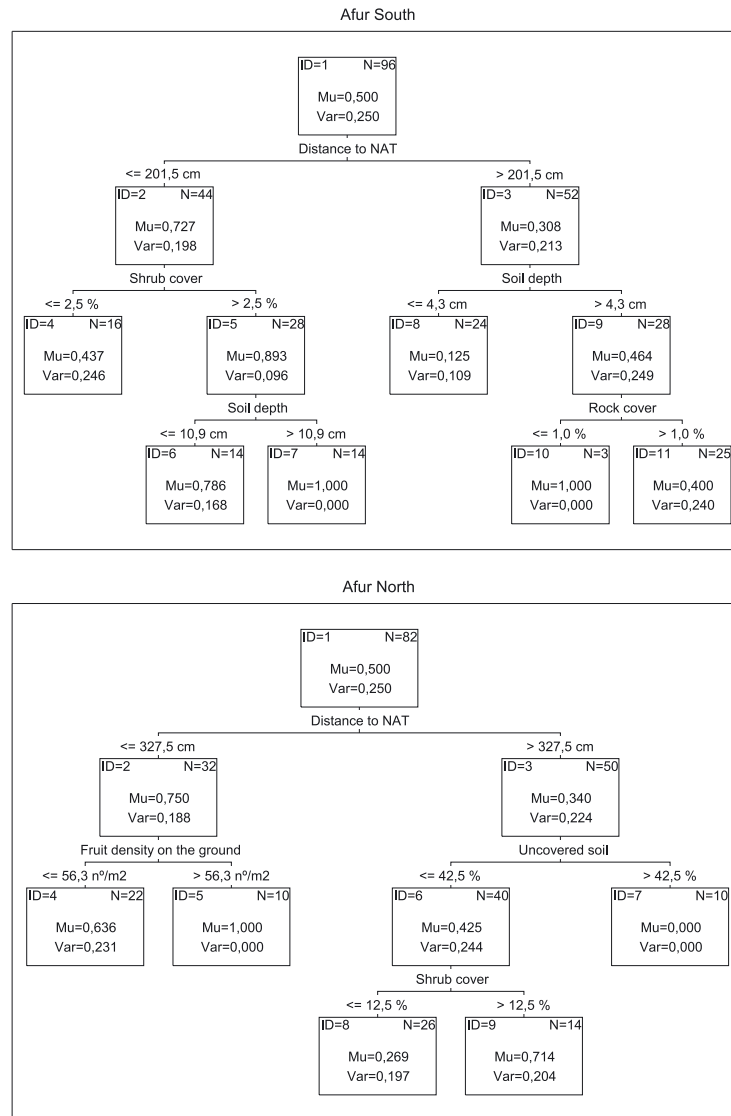 Afur South
ID=1 N=96
Mu=0,500
Var=0,250
Distance to NAT
<= 201,5 cm > 201,5 cm
ID=2 N=44 ID=3 N=52
Mu=0,727 Mu=0,308
Var=0,198 Var=0,213
Shrub cover Soil depth
<= 2,5 % > 2,5 % <= 4,3 cm > 4,3 cm
ID=4 N=16 ID=5 N=28 ID=8 N=24 ID=9 N=28
Mu=0,437 Mu=0,893 Mu=0,125 Mu=0,464
Var=0,246 Var=0,096 Var=0,109 Var=0,249
Soil depth Rock cover
<= 10,9 cm > 10,9 cm <= 1,0 % > 1,0 %
ID=6 N=14 ID=7 N=14 ID=10 N=3 ID=11 N=25
Mu=0,786 Mu=1,000 Mu=1,000 Mu=0,400
Var=0,168 Var=0,000 Var=0,000 Var=0,240
Afur North
ID=1 N=82
Mu=0,500
Var=0,250
Distance to NAT
<= 327,5 cm > 327,5 cm
ID=2 N=32 ID=3 N=50
Mu=0,750 Mu=0,340
Var=0,188 Var=0,224
Fruit density on the ground Uncovered soil
<= 56,3 nº/m2 > 56,3 nº/m2 <= 42,5 % > 42,5 %
ID=4 N=22 ID=5 N=10 ID=6 N=40 ID=7 N=10
Mu=0,636 Mu=1,000 Mu=0,425 Mu=0,000
Var=0,231 Var=0,000 Var=0,244 Var=0,000
Shrub cover
<= 12,5 % > 12,5 %
ID=8 N=26 ID=9 N=14
Mu=0,269 Mu=0,714
Var=0,197 Var=0,204